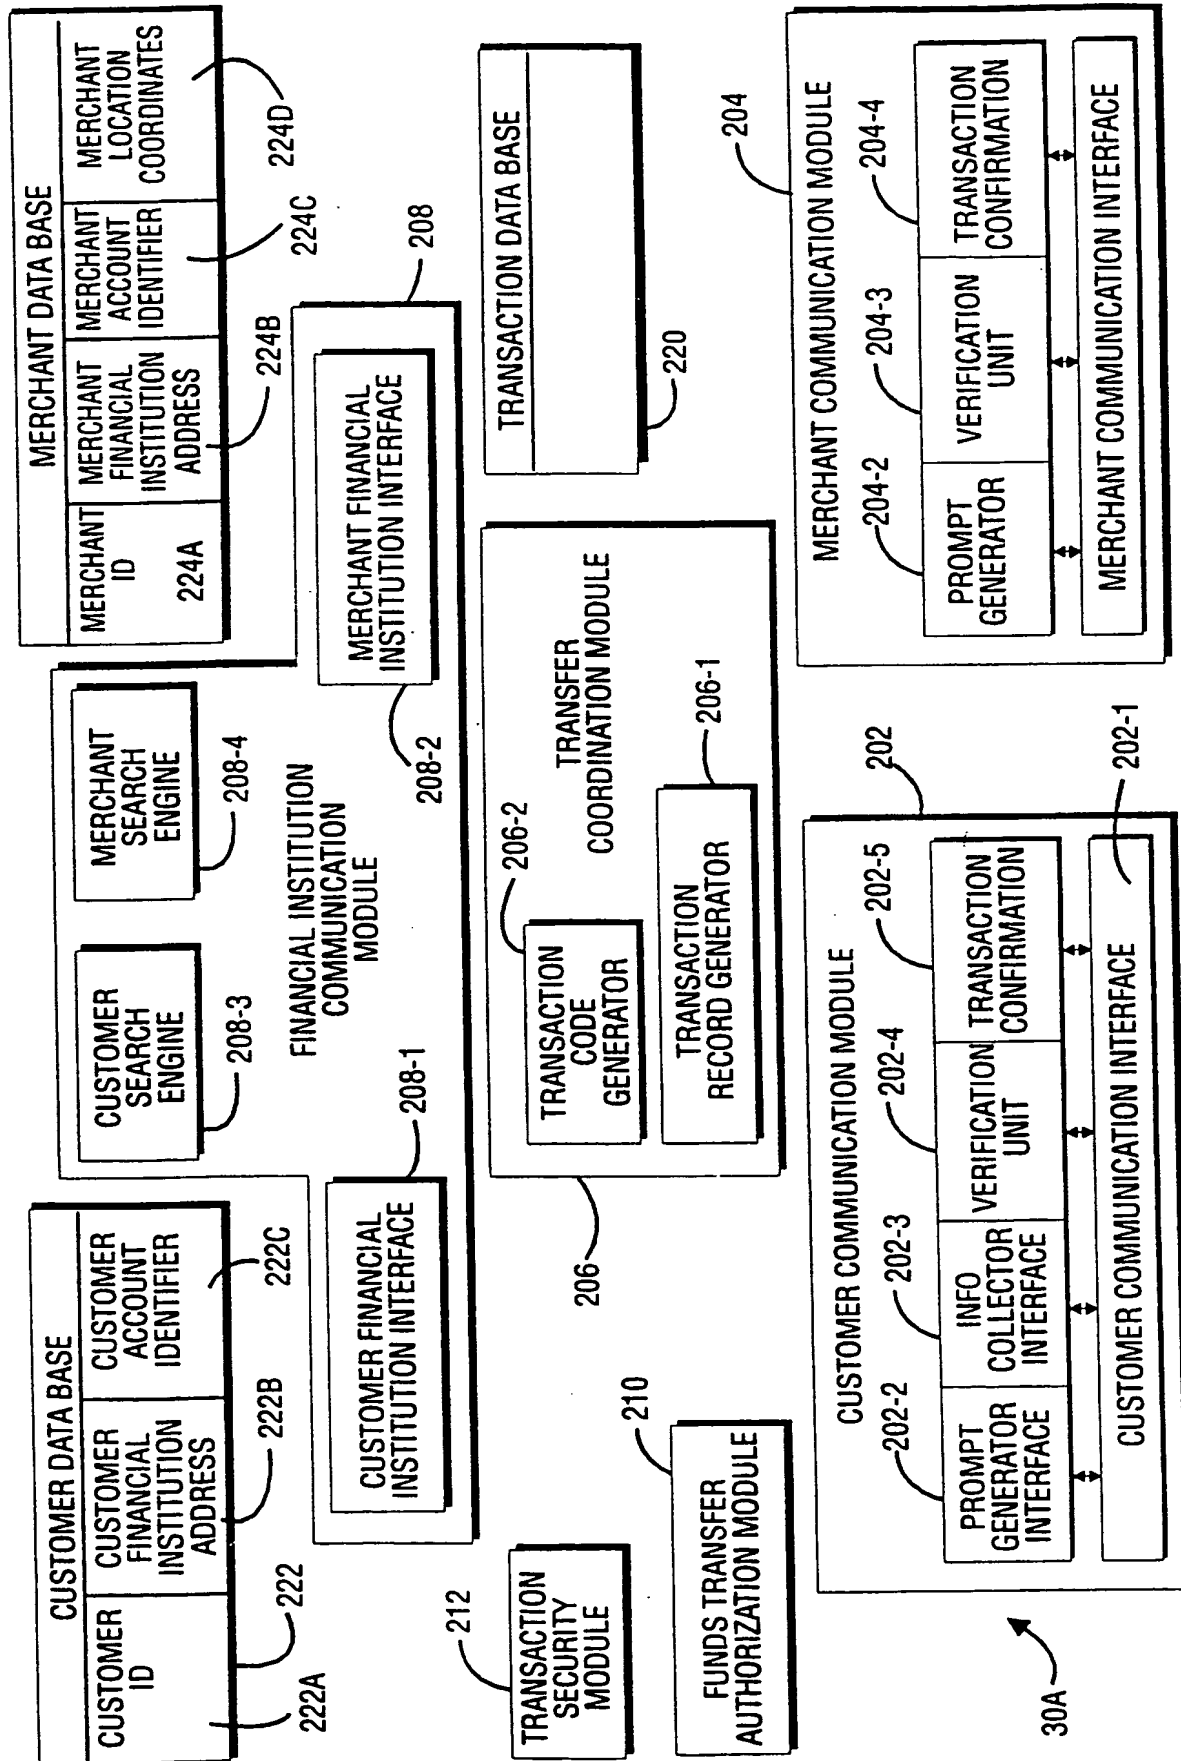 CUSTOMER DATA BASE
CUSTOMER
ID
CUSTOMER
FINANCIAL
INSTITUTION
ADDRESS
CUSTOMER
ACCOUNT
IDENTIFIER
222A
222
222B
222C
CUSTOMER
SEARCH
ENGINE
208-3
MERCHANT
SEARCH
ENGINE
208-4
FINANCIAL INSTITUTION
COMMUNICATION
MODULE
208-1
CUSTOMER FINANCIAL
INSTITUTION INTERFACE
208-2
MERCHANT FINANCIAL
INSTITUTION INTERFACE
208
MERCHANT DATA BASE
MERCHANT
ID
224A
MERCHANT
FINANCIAL
INSTITUTION
ADDRESS
224B
MERCHANT
ACCOUNT
IDENTIFIER
224C
MERCHANT
LOCATION
COORDINATES
224D
212
TRANSACTION
SECURITY
MODULE
210
FUNDS TRANSFER
AUTHORIZATION MODULE
206
206-2
TRANSACTION
CODE
GENERATOR
TRANSFER
COORDINATION MODULE
TRANSACTION
RECORD GENERATOR
206-1
TRANSACTION DATA BASE
220
30A
CUSTOMER COMMUNICATION MODULE
202
202-2
202-3
202-4
202-5
PROMPT
GENERATOR
INTERFACE
INFO
COLLECTOR
INTERFACE
VERIFICATION
UNIT
TRANSACTION
CONFIRMATION
CUSTOMER COMMUNICATION INTERFACE
202-1
MERCHANT COMMUNICATION MODULE
204
204-2
204-3
204-4
PROMPT
GENERATOR
VERIFICATION
UNIT
TRANSACTION
CONFIRMATION
MERCHANT COMMUNICATION INTERFACE